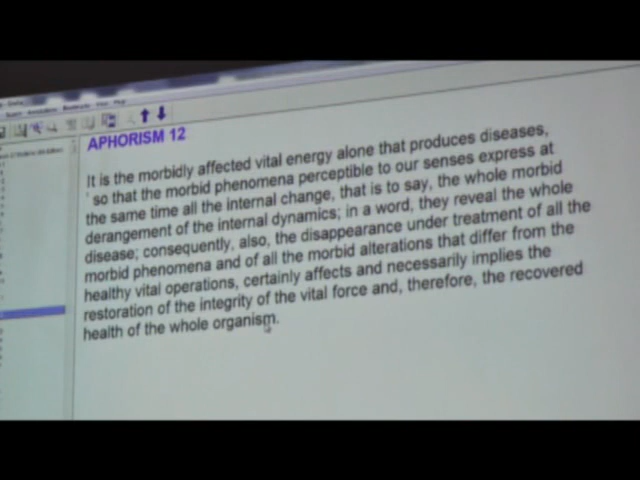 APHORISM 12
It is the morbidly affected vital energy alone that produces diseases,
' so that the morbid phenomena perceptible to our senses express at
the same time all the internal change, that is to say, the whole morbid
derangement of the internal dynamics; in a word, they reveal the whole
disease; consequently, also, the disappearance under treatment of all the
morbid phenomena and of all the morbid alterations that differ from the
healthy vital operations, certainly affects and necessarily implies the
restoration of the integrity of the vital force and, therefore, the recovered
health of the whole organism.